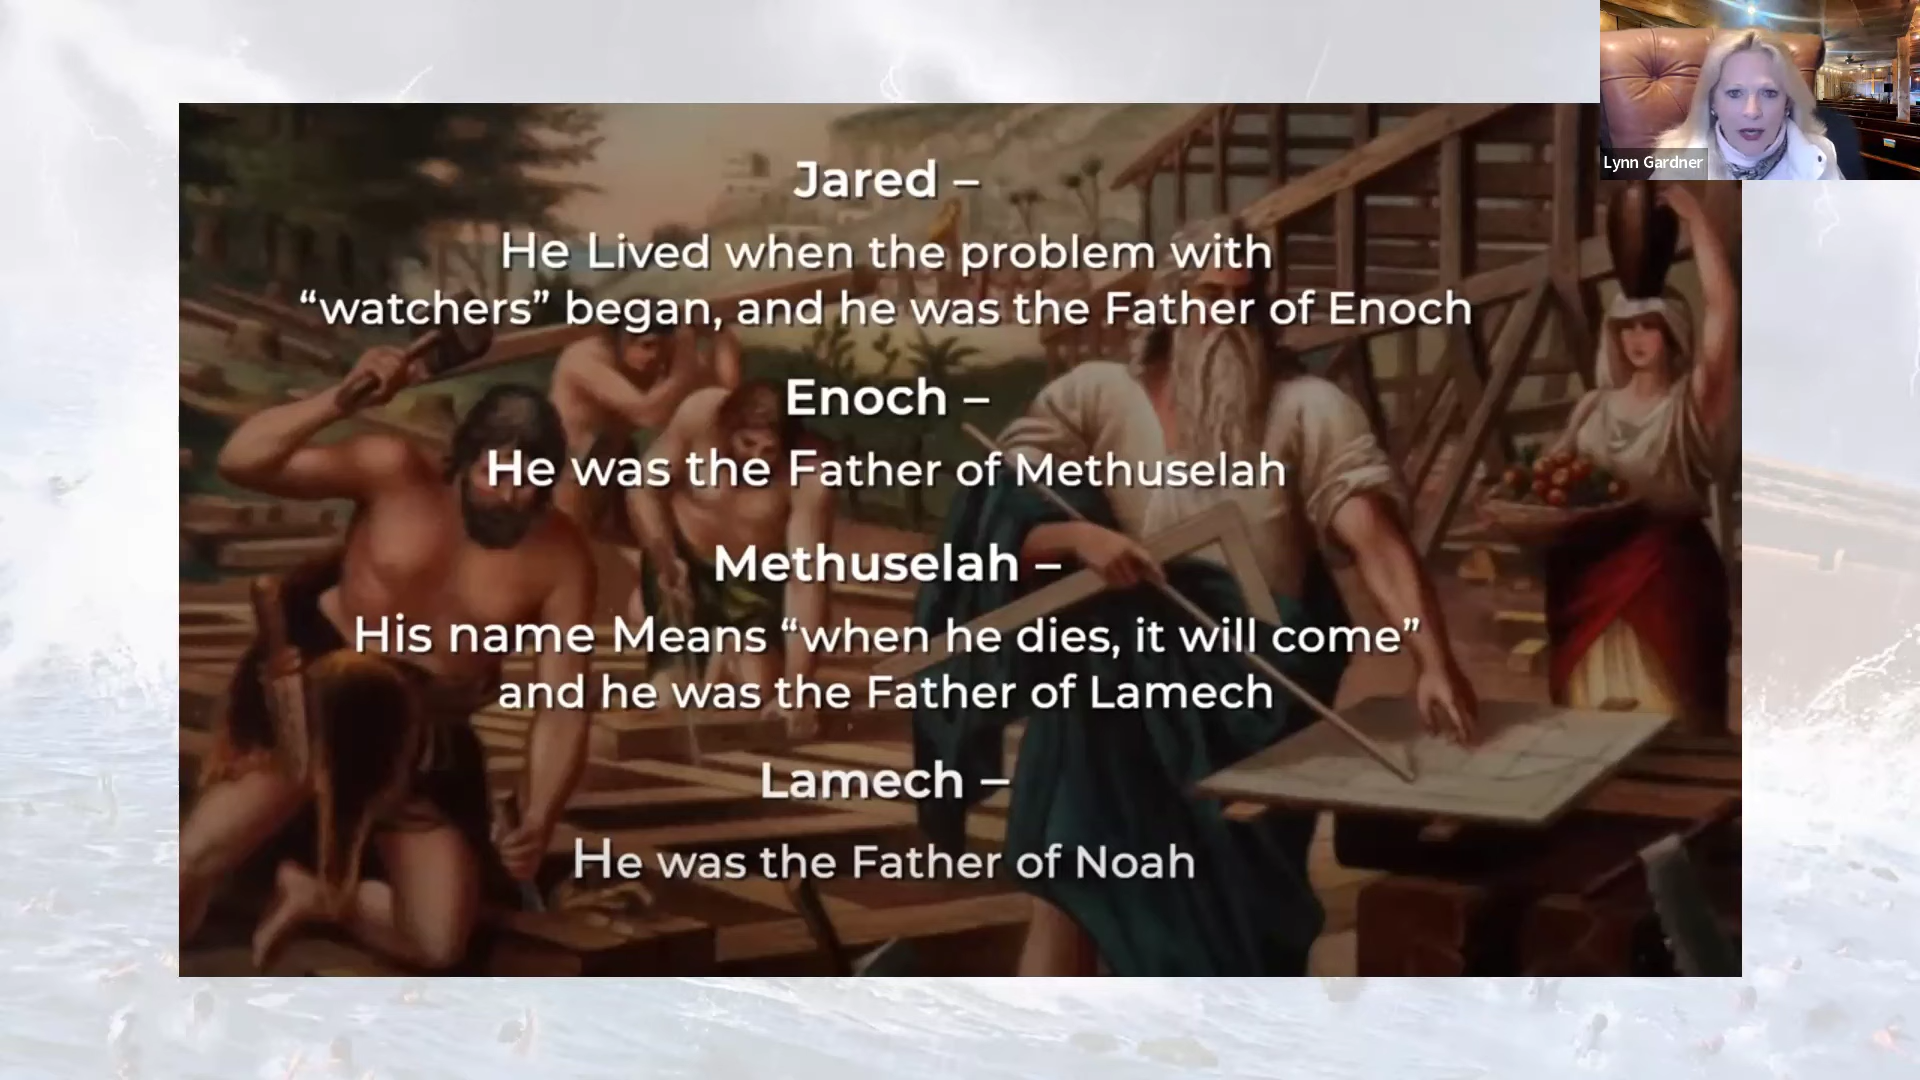 Lynn Gardner
Jared –
He Lived when the problem with
“watchers” began, and he was the Father of Enoch
Enoch –
He was the Father of Methuselah
Methuselah –
His name Means “when he dies, it will come”
and he was the Father of Lamech
Lamech –
He was the Father of Noah